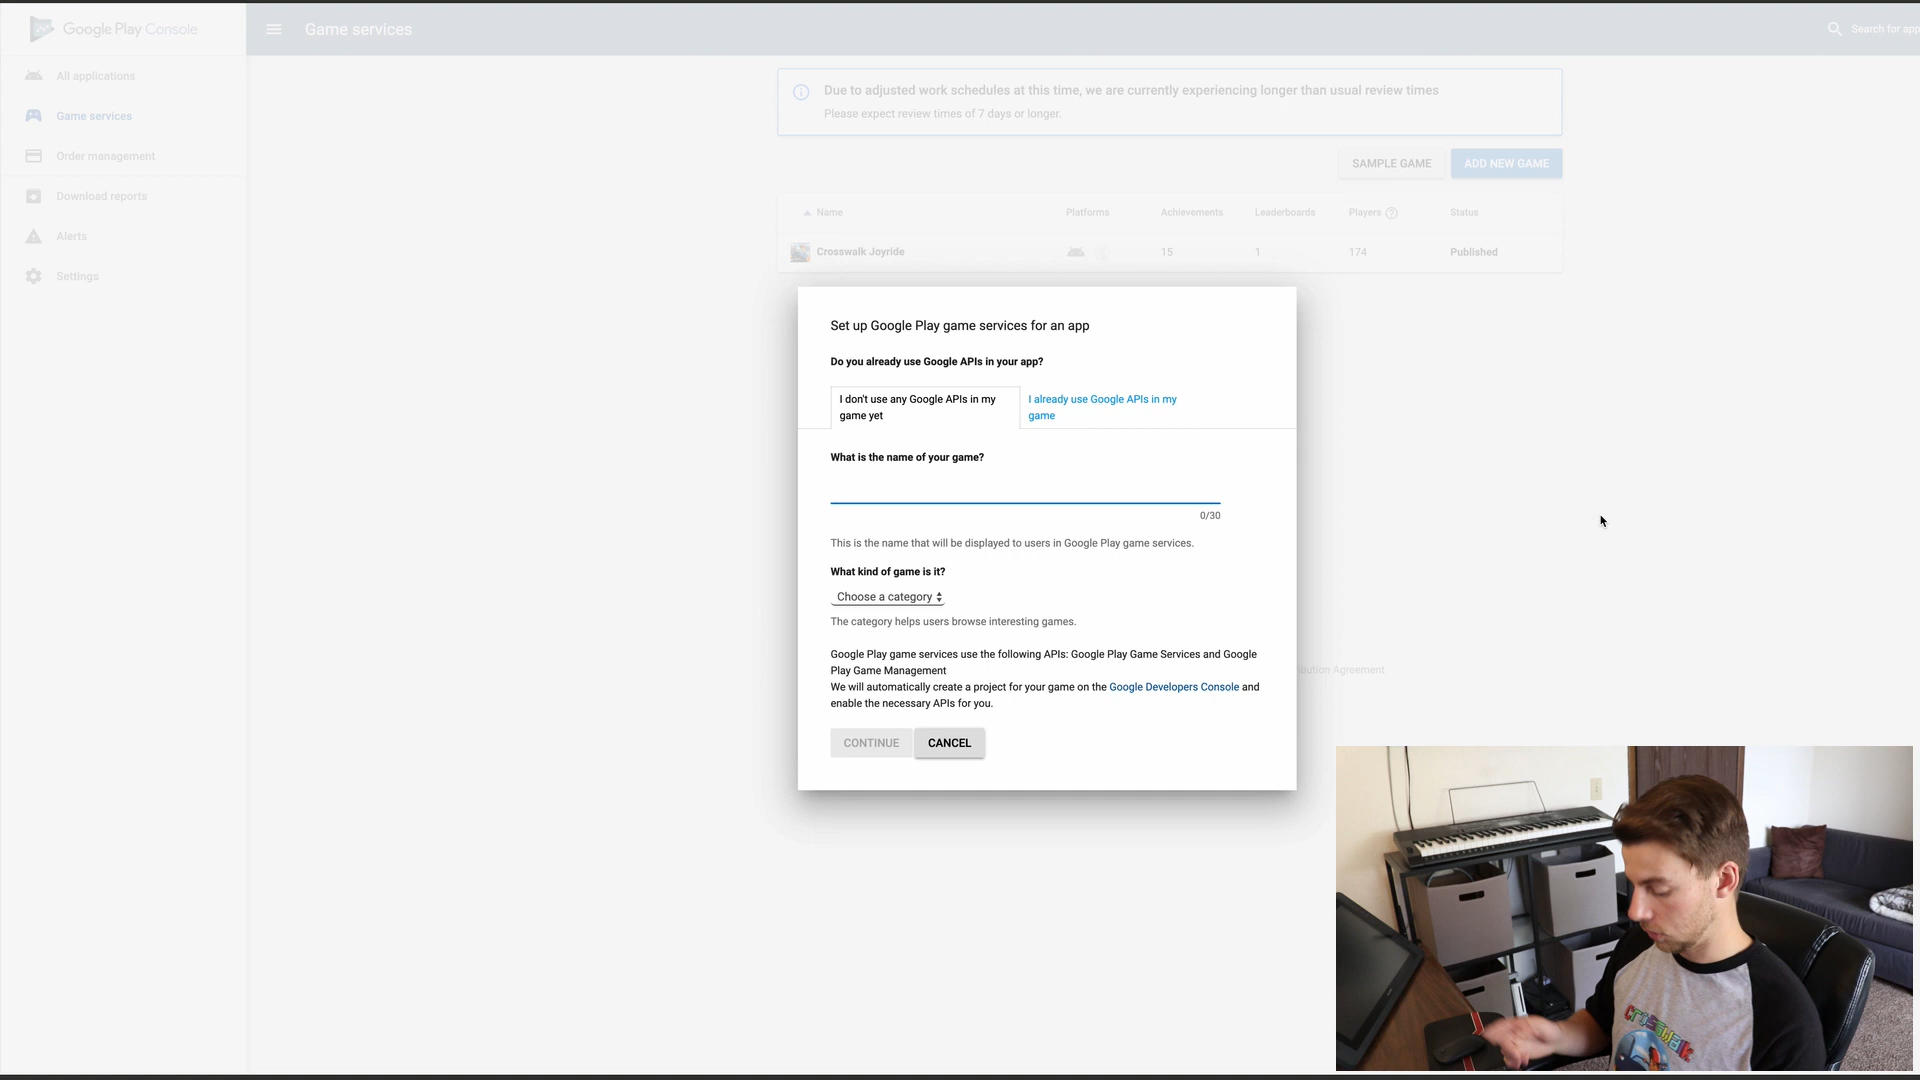 Google Play Console
Game services
Search for app
All applications
Game services
Order management
Download reports
Alerts
Settings
Due to adjusted work schedules at this time, we are currently experiencing longer than usual review times
Please expect review times of 7 days or longer.
SAMPLE GAME
ADD NEW GAME
Name Platforms Achievements Leaderboards Players Status
Crosswalk Joyride 15 1 174 Published
Set up Google Play game services for an app
Do you already use Google APIs in your app?
I don't use any Google APIs in my
game yet
I already use Google APIs in my
game
What is the name of your game?
0/30
This is the name that will be displayed to users in Google Play game services.
What kind of game is it?
Choose a category
The category helps users browse interesting games.
Google Play game services use the following APIs: Google Play Game Services and Google
Play Game Management
We will automatically create a project for your game on the Google Developers Console and
enable the necessary APIs for you.
CONTINUE CANCEL
Agreement
Crosswalk